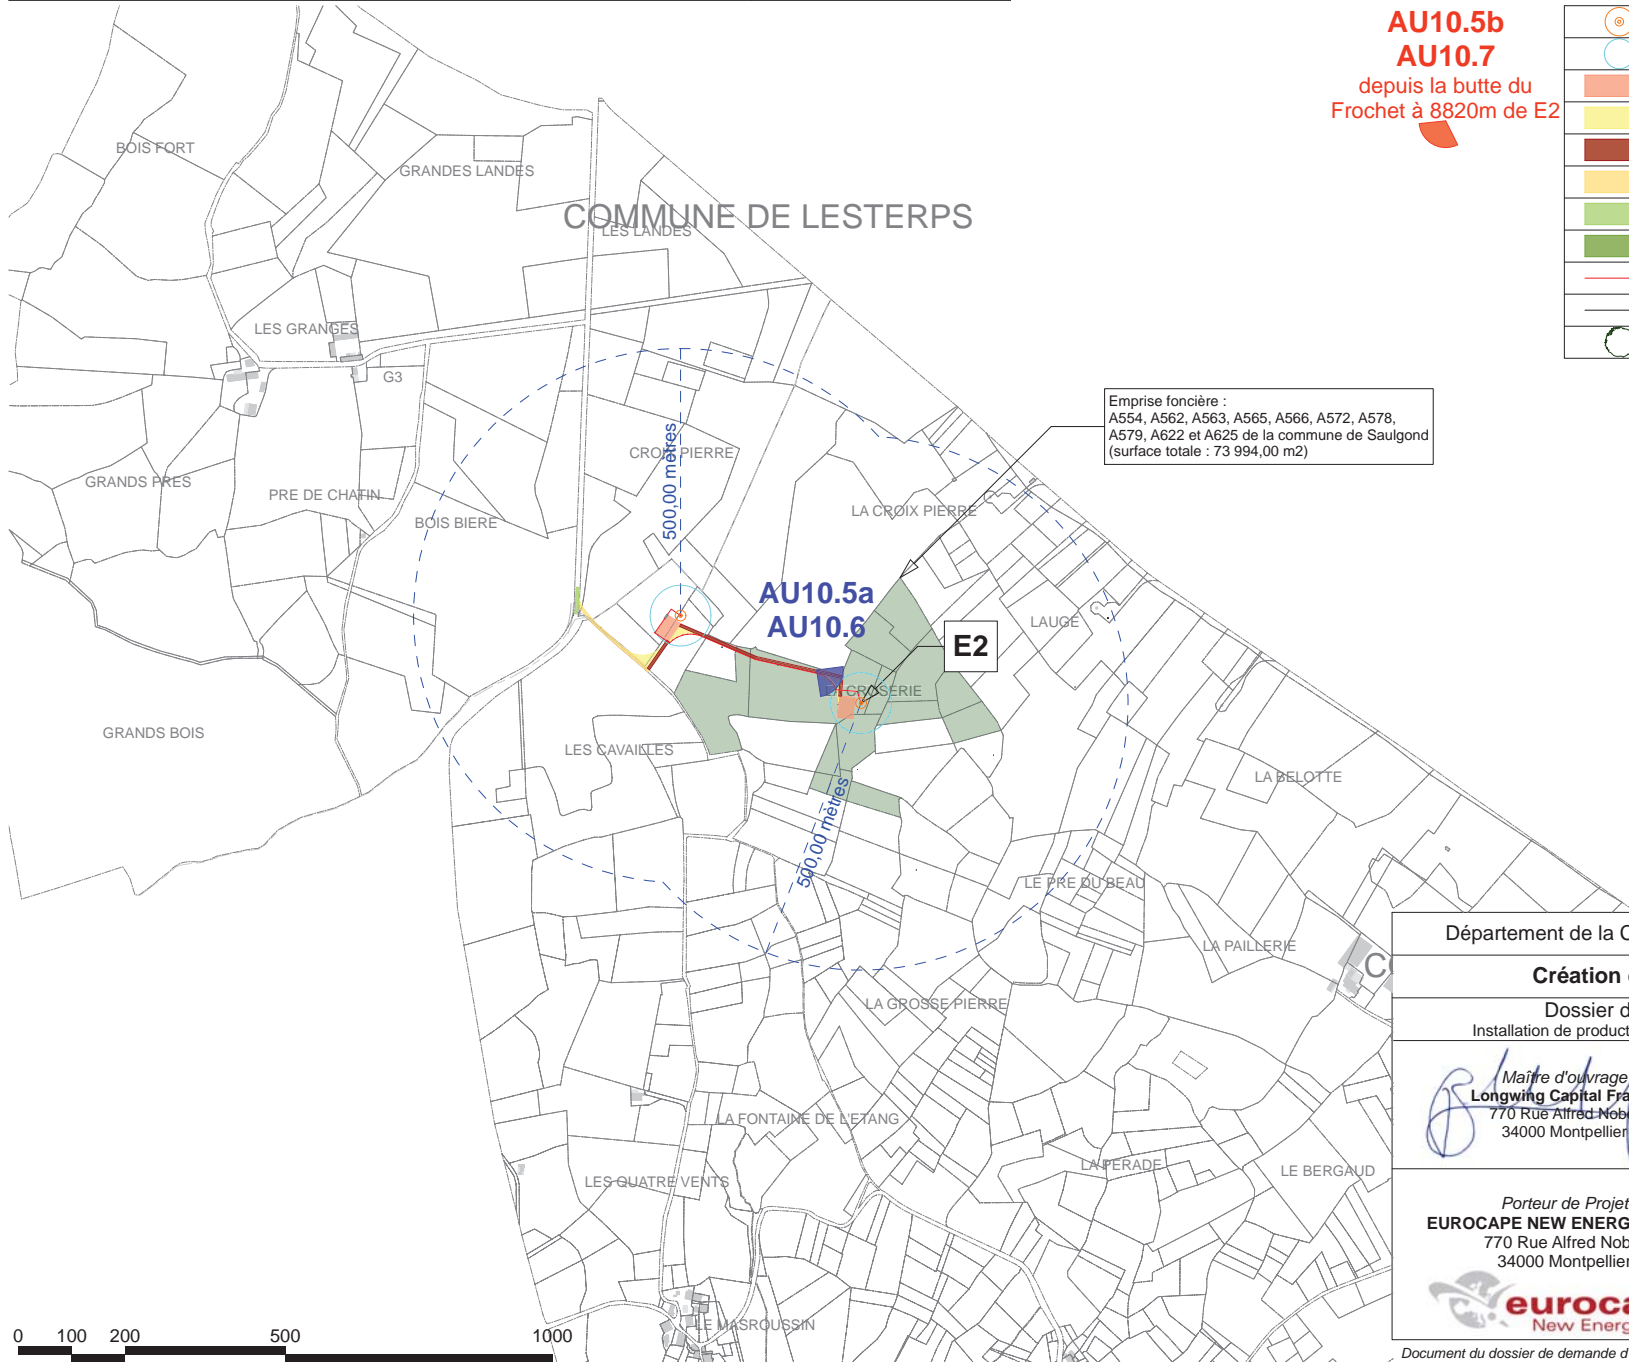 AU10.5b
AU10.7
depuis la butte du
Frochet à 8820m de E2
BOIS FORT
GRANDES LANDES
COMMUNE DE LESTERPS
LES LANDES
LES GRANGES
G3
Emprise foncière :
A554, A562, A563, A565, A566, A572, A578,
A579, A622 et A625 de la commune de Saulgond
(surface totale : 73 994,00 m2)
500,00 mètres
CROIX PIERRE
GRANDS PRES
PRE DE CHATIN
BOIS BIERE
LA CROIX PIERRE
AU10.5a
AU10.6
LAUGE
E2
LA CROSERIE
GRANDS BOIS
LES CAVAILLES
LA BELOTTE
500,00 mètres
LE PRE DU BEAU
LA PAILLERIE
LA GROSSE PIERRE
LA FONTAINE DE L'ETANG
LES QUATRE VENTS
LA PERADE
LE BERGAUD
LE MASROUSSIN
0 100 200 500 1000
Département de la C
Création
Dossier d
Installation de product
Maître d'ouvrage
Longwing Capital Fra
770 Rue Alfred Nobe
34000 Montpellier
Porteur de Projet
EUROCAPE NEW ENERG
770 Rue Alfred Nob
34000 Montpellier
euroca
New Energ
Document du dossier de demande d'